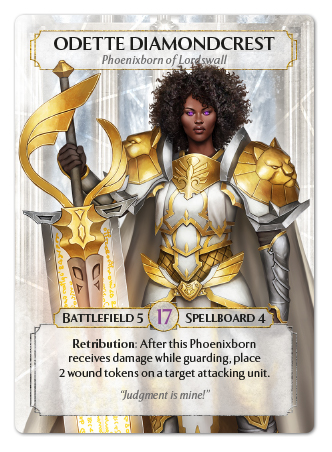 ODETTE DIAMONDCREST
Phoenixborn of Lordswall
BATTLEFIELD 5 17 SPELLBOARD 4
Retribution: After this Phoenixborn
receives damage while guarding, place
2 wound tokens on a target attacking unit.
"Judgment is mine!"